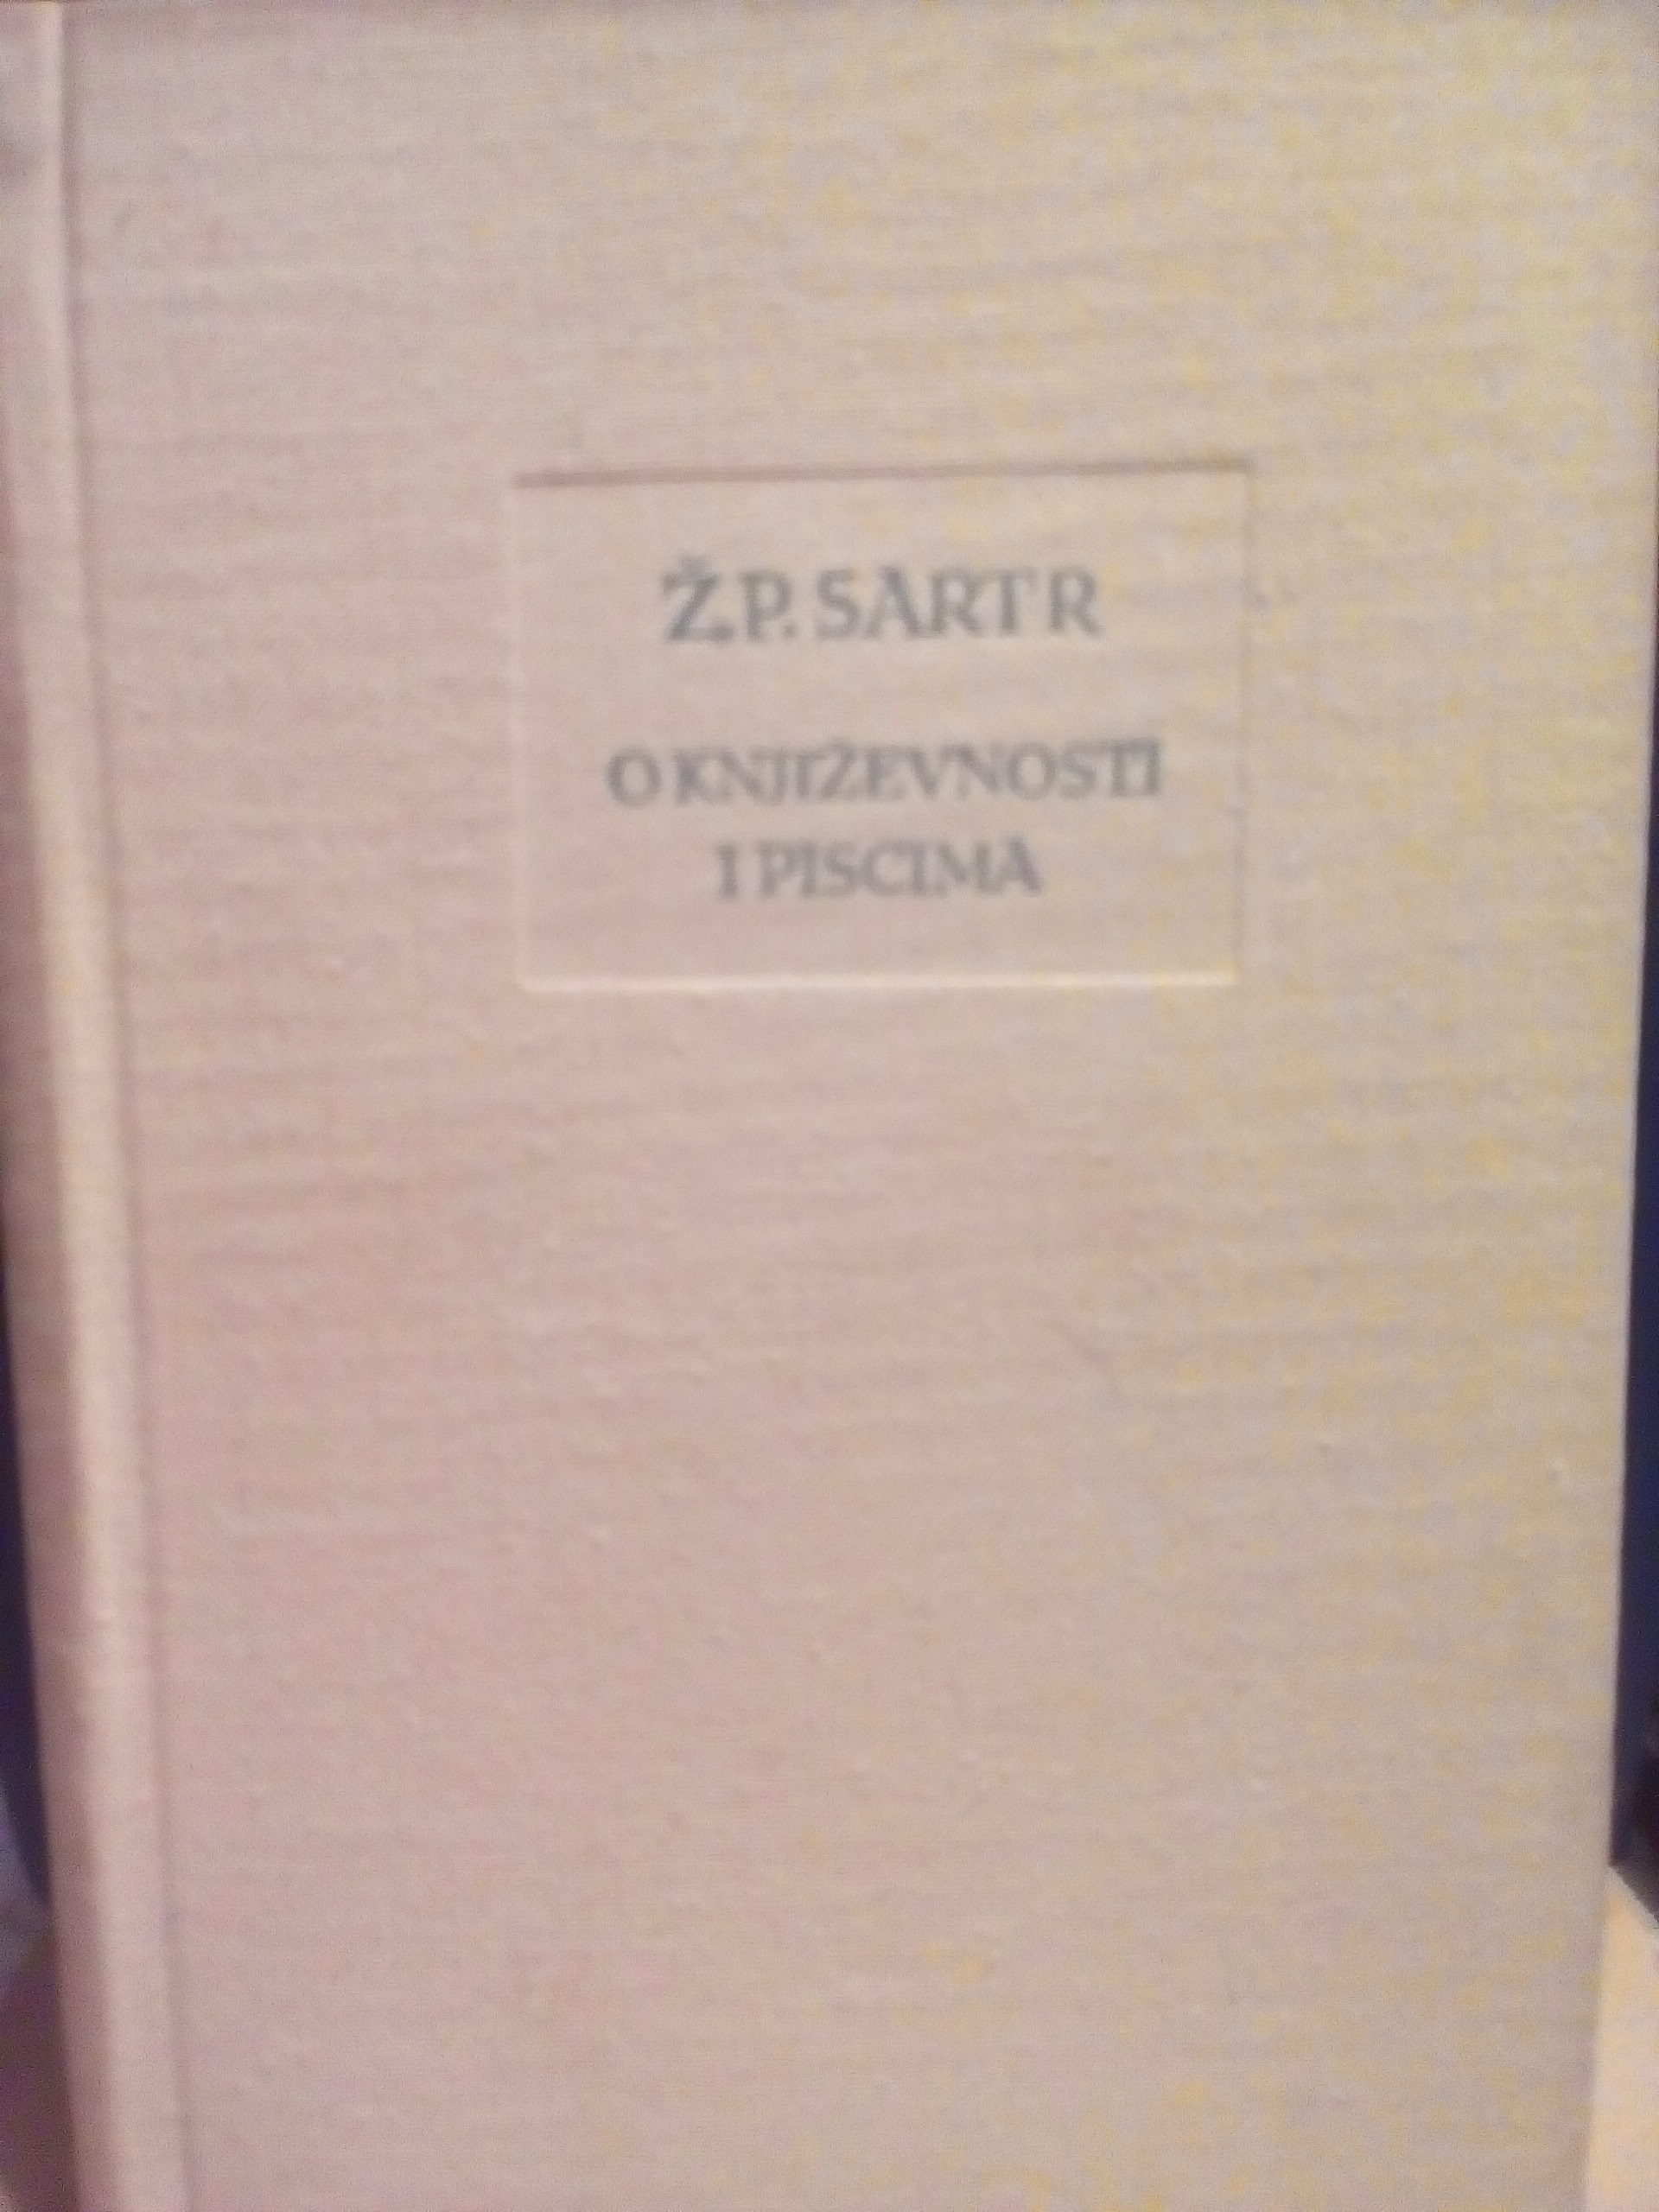 Ž.P. SARTR
O KNJIŽEVNOSTI
I PISCIMA